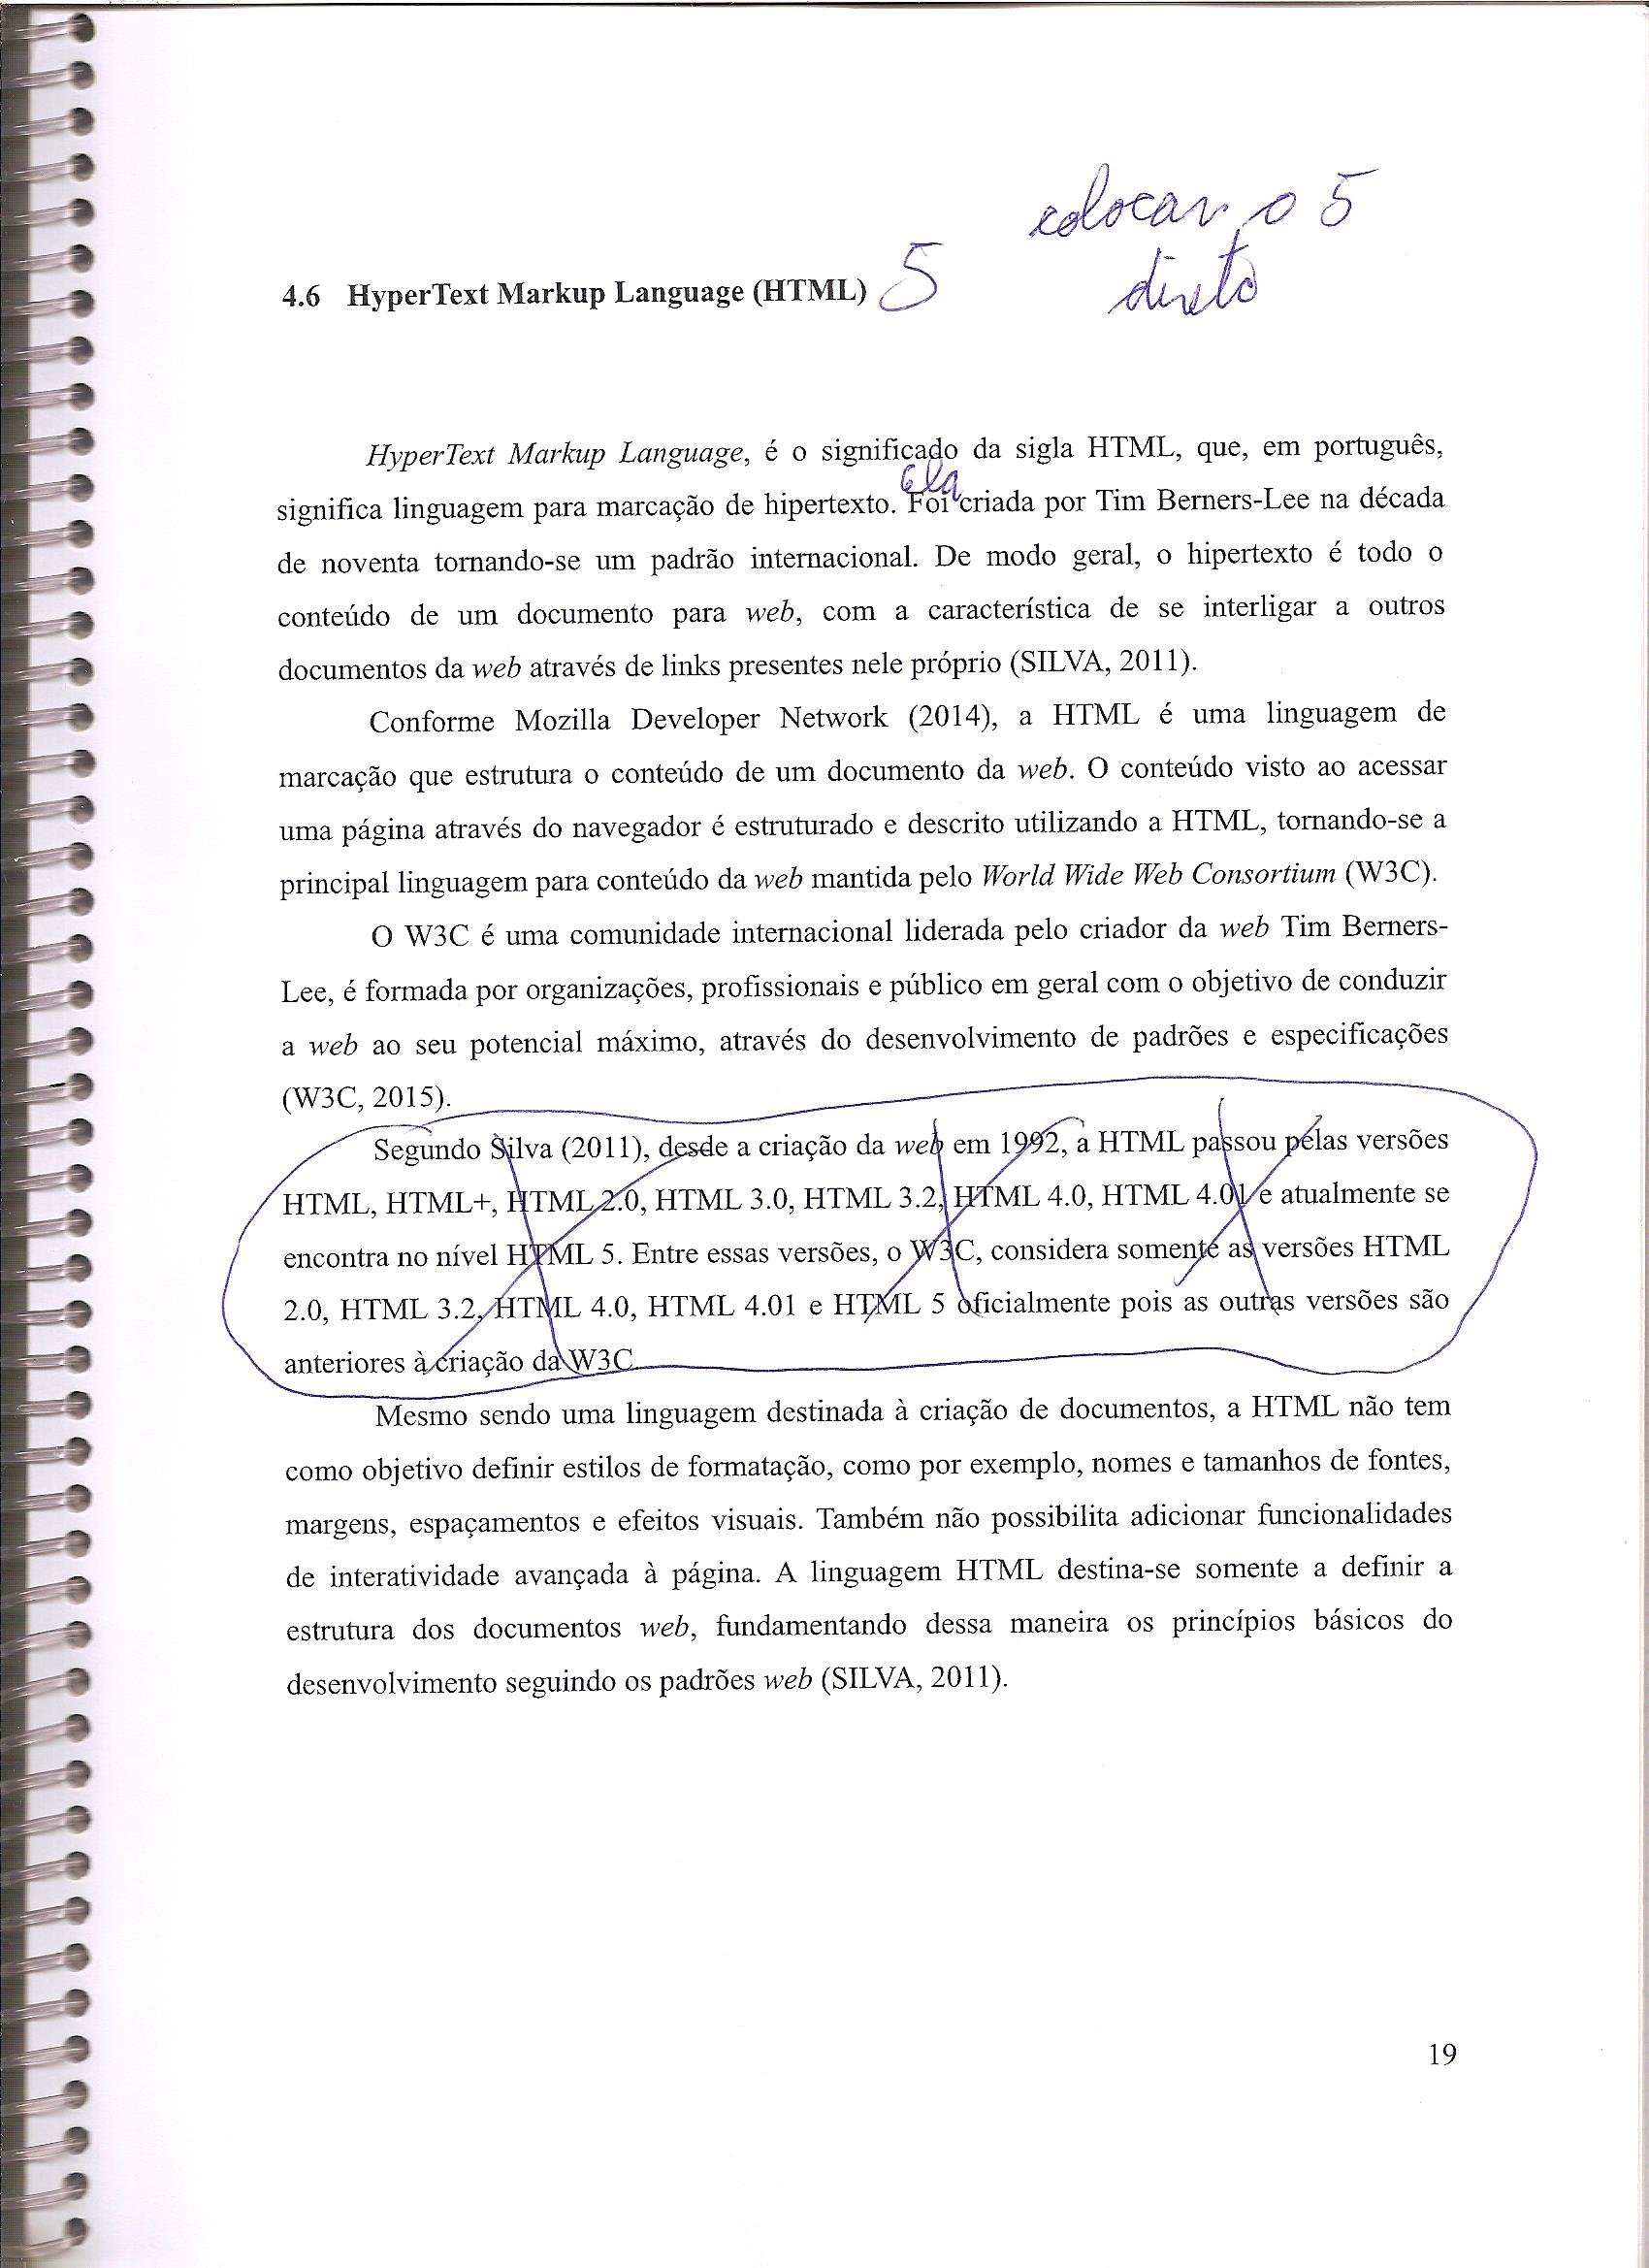 colocar o 5
direto
4.6 HyperText Markup Language (HTML) 5
HyperText Markup Language, é o significado da sigla HTML, que, em português,
Ela
significa linguagem para marcação de hipertexto. Foi criada por Tim Berners-Lee na década
de noventa tornando-se um padrão internacional. De modo geral, o hipertexto é todo o
conteúdo de um documento para web, com a característica de se interligar a outros
documentos da web através de links presentes nele próprio (SILVA, 2011).
Conforme Mozilla Developer Network (2014), a HTML é uma linguagem de
marcação que estrutura o conteúdo de um documento da web. O conteúdo visto ao acessar
uma página através do navegador é estruturado e descrito utilizando a HTML, tornando-se a
principal linguagem para conteúdo da web mantida pelo World Wide Web Consortium (W3C).
O W3C é uma comunidade internacional liderada pelo criador da web Tim Berners-
Lee, é formada por organizações, profissionais e público em geral com o objetivo de conduzir
a web ao seu potencial máximo, através do desenvolvimento de padrões e especificações
(W3C, 2015).
Segundo Silva (2011), desde a criação da web em 1992, a HTML passou pelas versões
HTML, HTML+, HTML 2.0, HTML 3.0, HTML 3.2, HTML 4.0, HTML 4.01 e atualmente se
encontra no nível HTML 5. Entre essas versões, o W3C, considera somente as versões HTML
2.0, HTML 3.2, HTML 4.0, HTML 4.01 e HTML 5 oficialmente pois as outras versões são
anteriores à criação da W3C.
Mesmo sendo uma linguagem destinada à criação de documentos, a HTML não tem
como objetivo definir estilos de formatação, como por exemplo, nomes e tamanhos de fontes,
margens, espaçamentos e efeitos visuais. Também não possibilita adicionar funcionalidades
de interatividade avançada à página. A linguagem HTML destina-se somente a definir a
estrutura dos documentos web, fundamentando dessa maneira os princípios básicos do
desenvolvimento seguindo os padrões web (SILVA, 2011).
19